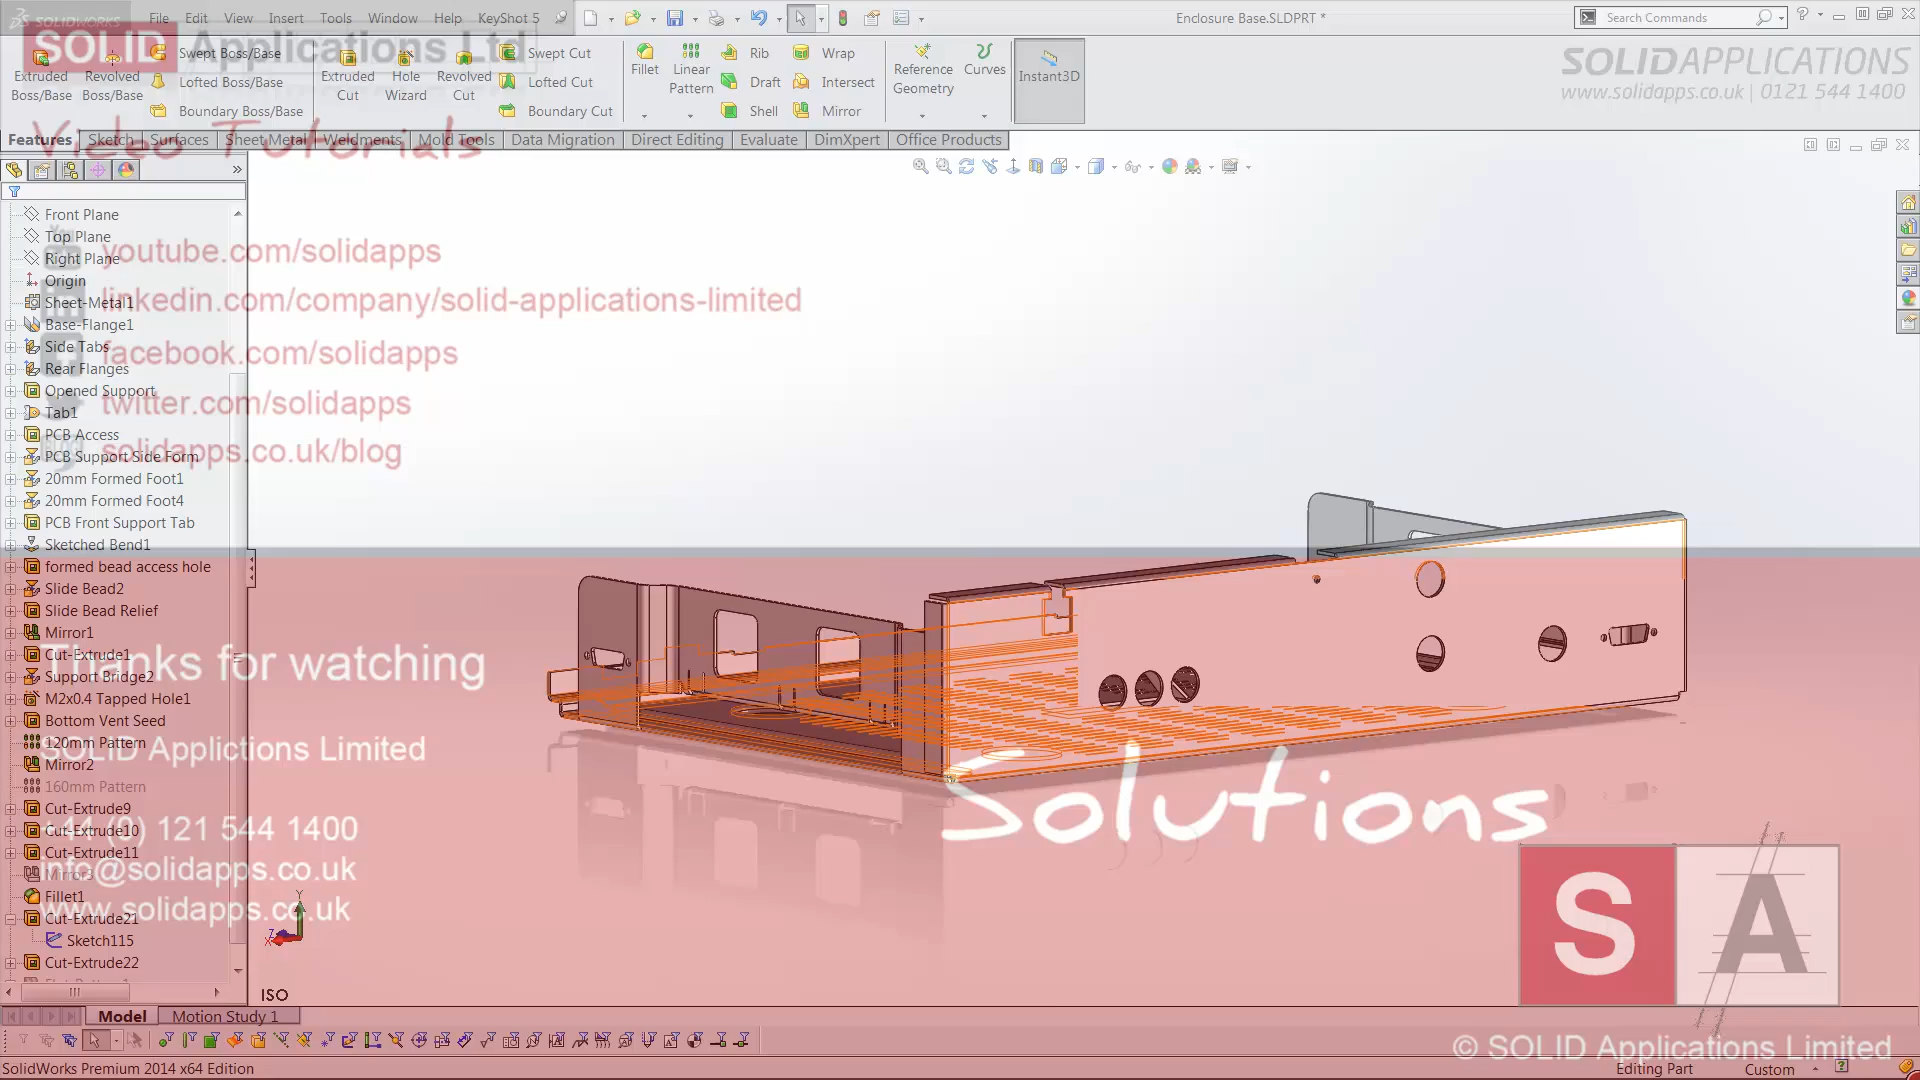 SOLIDWORKS File Edit View Insert Tools Window Help KeyShot 5
Enclosure Base.SLDPRT *
Search Commands
SOLID Applications Ltd
Extruded Boss/Base
Revolved Boss/Base
Swept Boss/Base
Lofted Boss/Base
Boundary Boss/Base
Extruded Cut
Hole Wizard
Revolved Cut
Swept Cut
Lofted Cut
Boundary Cut
Fillet
Linear Pattern
Rib
Draft
Shell
Wrap
Intersect
Mirror
Reference Geometry
Curves
Instant3D
SOLIDAPPLICATIONS
www.solidapps.co.uk | 0121 544 1400
Features Sketch Surfaces Sheet Metal Weldments Mold Tools Data Migration Direct Editing Evaluate DimXpert Office Products
Video Tutorials
Front Plane
Top Plane
Right Plane
Origin
Sheet-Metal1
Base-Flange1
Side Tabs
Rear Flanges
Opened Support
Tab1
PCB Access
PCB Support Side Form
20mm Formed Foot1
20mm Formed Foot4
PCB Front Support Tab
Sketched Bend1
formed bead access hole
Slide Bead2
Slide Bead Relief
Mirror1
Cut-Extrude1
Support Bridge2
M2x0.4 Tapped Hole1
Bottom Vent Seed
120mm Pattern
Mirror2
160mm Pattern
Cut-Extrude9
Cut-Extrude10
Cut-Extrude11
Mirror3
Fillet1
Cut-Extrude21
Sketch115
Cut-Extrude22
youtube.com/solidapps
linkedin.com/company/solid-applications-limited
facebook.com/solidapps
twitter.com/solidapps
solidapps.co.uk/blog
Thanks for watching
SOLID Applictions Limited
+44 (0) 121 544 1400
info@solidapps.co.uk
www.solidapps.co.uk
Solutions
SA
Y
Z
X
ISO
Model Motion Study 1
© SOLID Applications Limited
SolidWorks Premium 2014 x64 Edition
Editing Part Custom